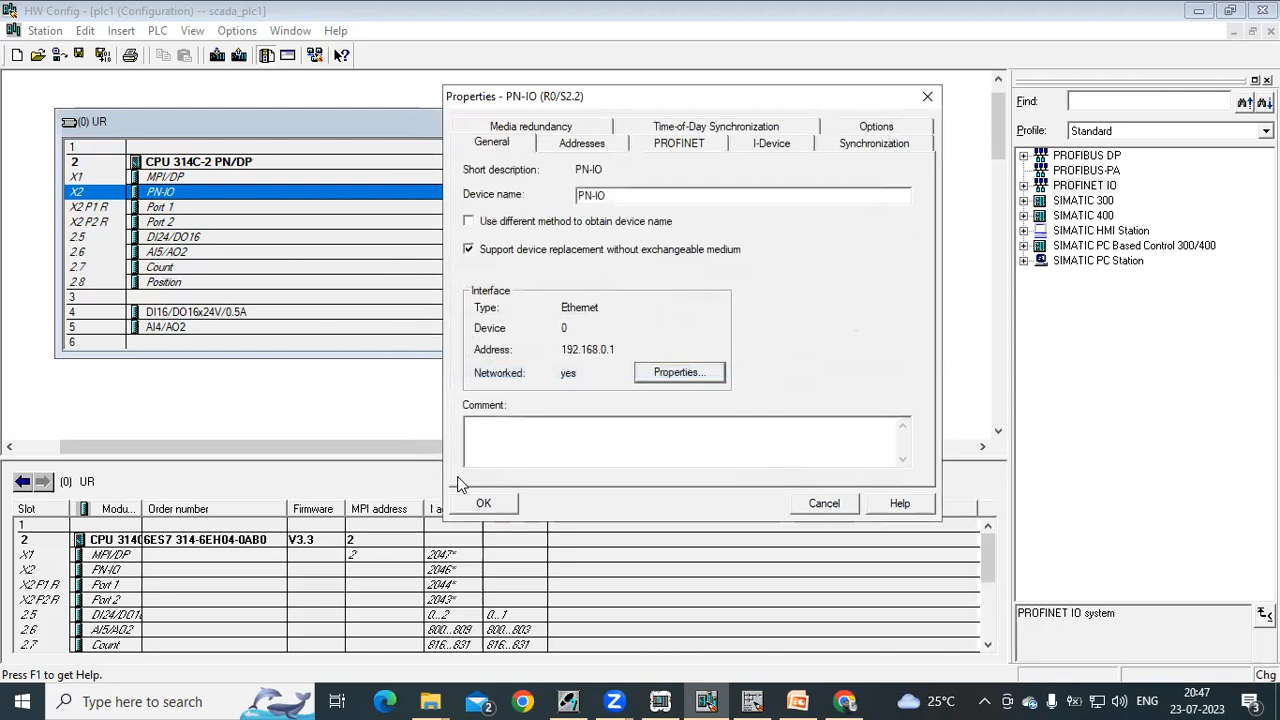 HW Config - [plc1 (Configuration) -- scada_plc1]
Station Edit Insert PLC View Options Window Help
(0) UR
1
2 CPU 314C-2 PN/DP
X1 MPI/DP
X2 PN-IO
X2 P1 R Port 1
X2 P2 R Port 2
2.5 DI24/DO16
2.6 AI5/AO2
2.7 Count
2.8 Position
3
4 DI16/DO16x24V/0.5A
5 AI4/AO2
6
Properties - PN-IO (R0/S2.2)
Media redundancy Time-of-Day Synchronization Options
General Addresses PROFINET I-Device Synchronization
Short description: PN-IO
Device name: PN-IO
Use different method to obtain device name
Support device replacement without exchangeable medium
Interface
Type: Ethernet
Device 0
Address: 192.168.0.1
Networked: yes Properties...
Comment:
OK Cancel Help
Find:
Profile: Standard
PROFIBUS DP
PROFIBUS-PA
PROFINET IO
SIMATIC 300
SIMATIC 400
SIMATIC HMI Station
SIMATIC PC Based Control 300/400
SIMATIC PC Station
PROFINET IO system
(0) UR
Slot Modu... Order number Firmware MPI address I a
1
2 CPU 314C 6ES7 314-6EH04-0AB0 V3.3 2
X1 MPI/DP 2 2047*
X2 PN-IO 2046*
X2 P1 R Port 1 2044*
X2 P2 R Port 2 2043*
2.5 DI24/DO1 0...2 0...1
2.6 AI5/AO2 800...809 800...803
2.7 Count 816...831 816...831
Press F1 to get Help. Chg
Type here to search 2 25°C ENG 20:47
23-07-2023 3